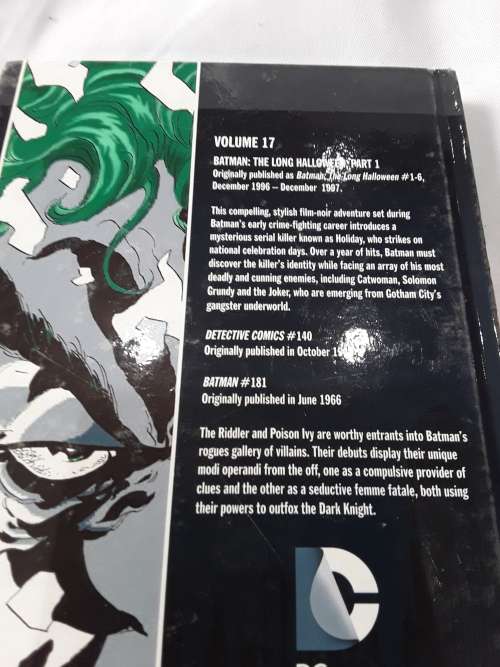 VOLUME 17
BATMAN: THE LONG HALLOWEEN PART 1
Originally published as Batman: The Long Halloween #1-6,
December 1996 – December 1997.
This compelling, stylish film-noir adventure set during
Batman's early crime-fighting career introduces a
mysterious serial killer known as Holiday, who strikes on
national celebration days. Over a year of hits, Batman must
discover the killer's identity while facing an array of his most
deadly and cunning enemies, including Catwoman, Solomon
Grundy and the Joker, who are emerging from Gotham City's
gangster underworld.
DETECTIVE COMICS #140
Originally published in October
BATMAN #181
Originally published in June 1966
The Riddler and Poison Ivy are worthy entrants into Batman's
rogues gallery of villains. Their debuts display their unique
modi operandi from the off, one as a compulsive provider of
clues and the other as a seductive femme fatale, both using
their powers to outfox the Dark Knight.
DC